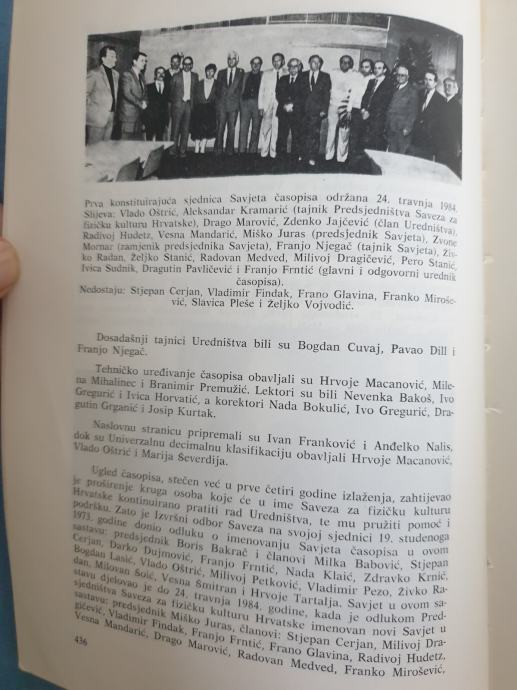 Prva konstituirajuća sjednica Savjeta časopisa održana 24. travnja 1984.
Slijeva: Vlado Oštrić, Aleksandar Kramarić (tajnik Predsjedništva Saveza za
fizičku kulturu Hrvatske), Drago Marović, Zdenko Jajčević (član Uredništva),
Radivoj Hudetz, Vesna Mandarić, Miško Juras (predsjednik Savjeta), Zvone
Mornar (zamjenik predsjednika Savjeta), Franjo Njegač (tajnik Savjeta), Živ-
ko Radan, Željko Stanić, Radovan Medved, Milivoj Dragičević, Pero Stanić,
Ivica Sudnik, Dragutin Pavličević i Franjo Frntić (glavni i odgovorni urednik
časopisa).
Nedostaju: Stjepan Cerjan, Vladimir Findak, Frano Glavina, Franko Miroše-
vić, Slavica Pleše i Željko Vojvodić.
Dosadašnji tajnici Uredništva bili su Bogdan Cuvaj, Pavao Dill i
Franjo Njegač.
Tehničko uređivanje časopisa obavljali su Hrvoje Macanović, Mile-
na Mihalinec i Branimir Premužić. Lektori su bili Nevenka Bakoš, Ivo
Gregurić i Ivica Horvatić, a korektori Nada Bokulić, Ivo Gregurić, Dra-
gutin Grganić i Josip Kurtak.
Naslovnu stranicu pripremali su Ivan Franković i Anđelko Nalis,
dok su Univerzalnu decimalnu klasifikaciju obavljali Hrvoje Macanović,
Vlado Oštrić i Marija Ševerdija.
Ugled časopisa, stečen već u prve četiri godine izlaženja, zahtijevao
je proširenje kruga osoba koje će u ime Saveza za fizičku kulturu
Hrvatske kontinuirano pratiti rad Uredništva, te mu pružiti pomoć i
podršku. Zato je Izvršni odbor Saveza na svojoj sjednici 19. studenoga
1973. godine donio odluku o imenovanju Savjeta časopisa u ovom
sastavu: predsjednik Boris Bakrač i članovi Milka Babović, Stjepan
Cerjan, Darko Dujmović, Franjo Frntić, Nada Klaić, Zdravko Krnić,
Bogdan Lasić, Vlado Oštrić, Milivoj Petković, Vladimir Pezo, Živko Ra-
dan, Milovan Šoić, Vesna Šmitran i Hrvoje Tartalja. Savjet u ovom sa-
stavu djelovao je do 24. travnja 1984. godine, kada je odlukom Pred-
sjedništva Saveza za fizičku kulturu Hrvatske imenovan novi Savjet u
sastavu: predsjednik Miško Juras, članovi: Stjepan Cerjan, Milivoj Dra-
gičević, Vladimir Findak, Franjo Frntić, Frano Glavina, Radivoj Hudetz,
Vesna Mandarić, Drago Marović, Radovan Medved, Franko Mirošević,
436